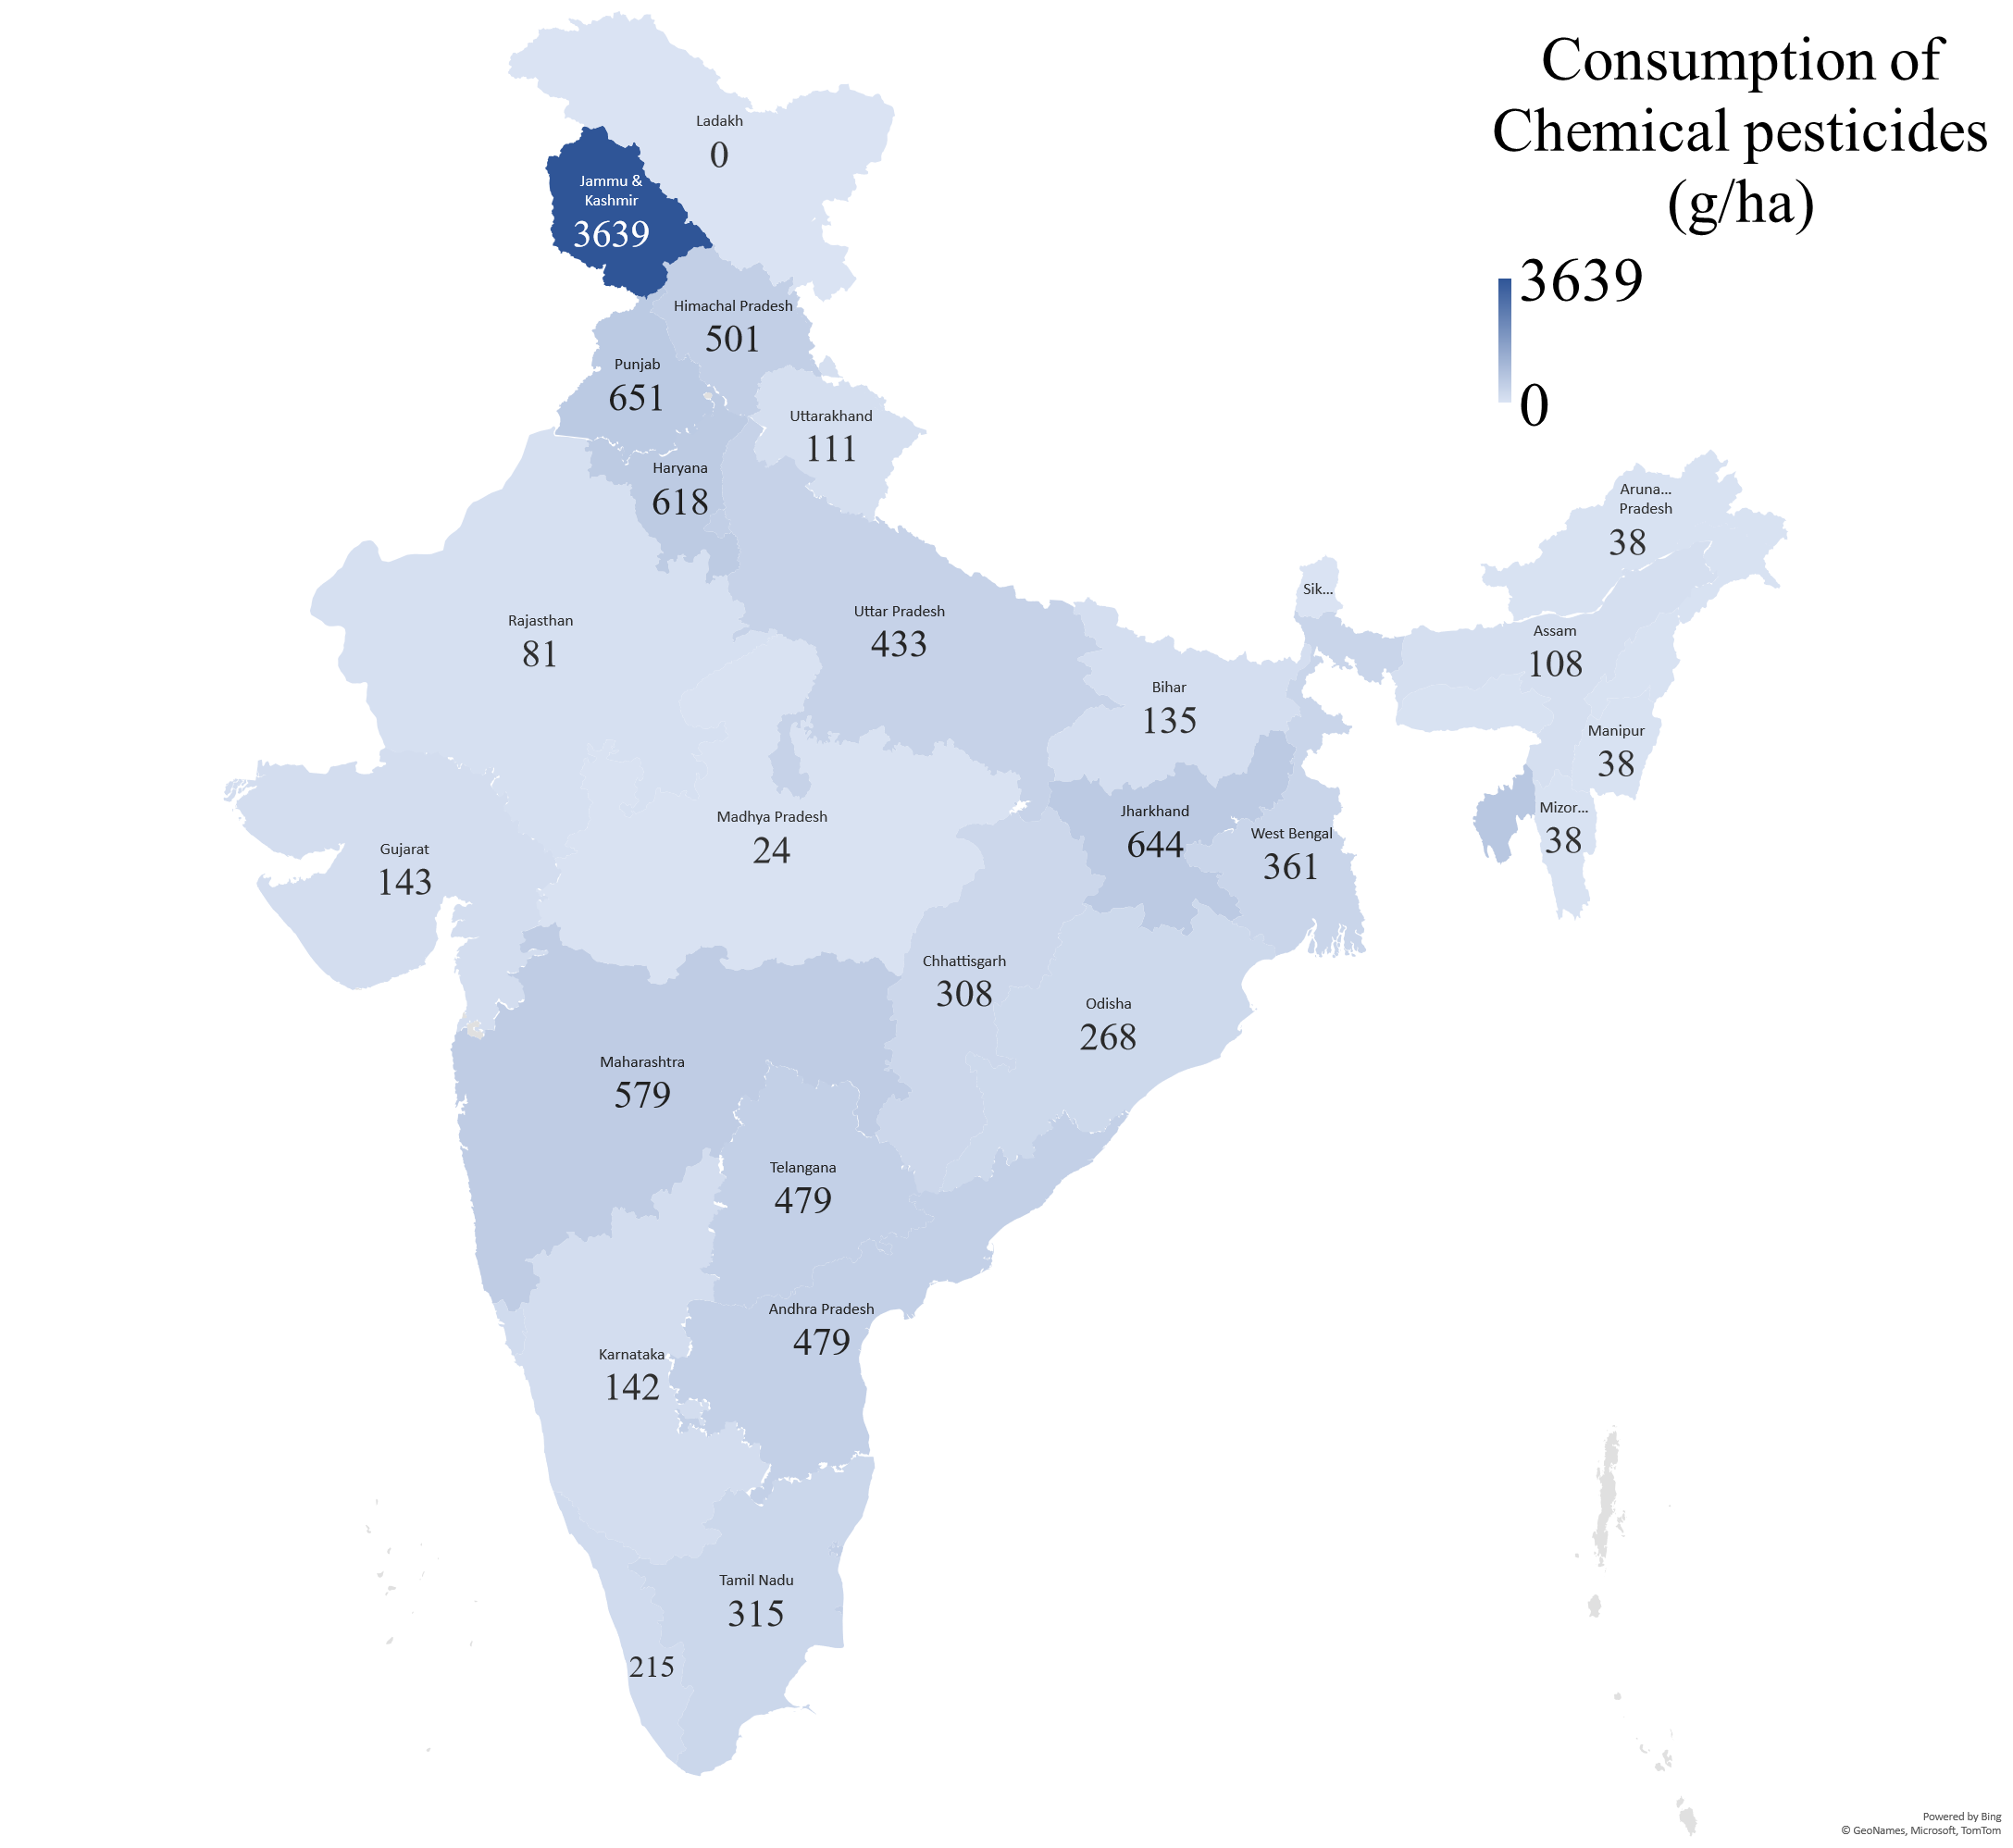 Consumption of
Chemical pesticides
(g/ha)
3639
0
Ladakh
0
Jammu &
Kashmir
3639
Himachal Pradesh
501
Punjab
651
Uttarakhand
111
Haryana
618
Aruna...
Pradesh
38
Sik...
Rajasthan
81
Uttar Pradesh
433
Assam
108
Bihar
135
Manipur
38
Madhya Pradesh
24
Jharkhand
644
Mizor...
38
West Bengal
361
Gujarat
143
Chhattisgarh
308
Odisha
268
Maharashtra
579
Telangana
479
Andhra Pradesh
479
Karnataka
142
Tamil Nadu
315
215
Powered by Bing
© GeoNames, Microsoft, TomTom